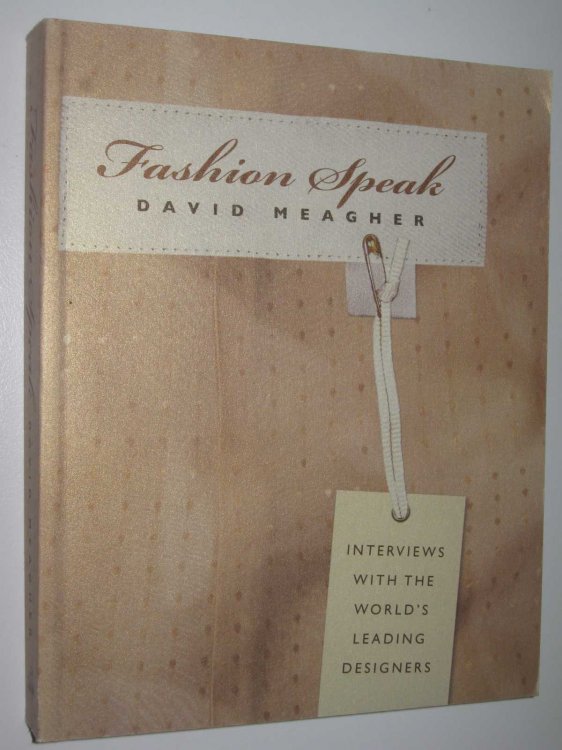 Fashion Speak
DAVID MEAGHER
INTERVIEWS
WITH THE
WORLD'S
LEADING
DESIGNERS